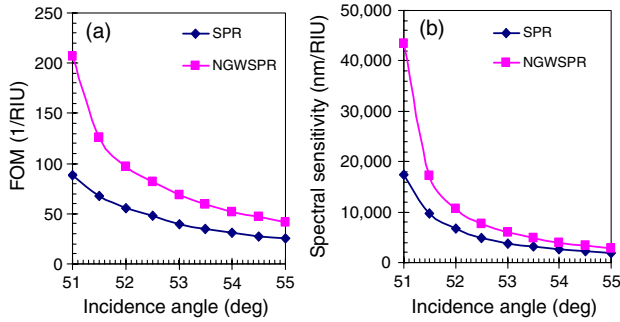 (a)
SPR
NGWSPR
FOM (1/RIU)
250
200
150
100
50
0
51 52 53 54 55
Incidence angle (deg)
(b)
SPR
NGWSPR
Spectral sensitivity (nm/RIU)
50,000
40,000
30,000
20,000
10,000
0
51 52 53 54 55
Incidence angle (deg)